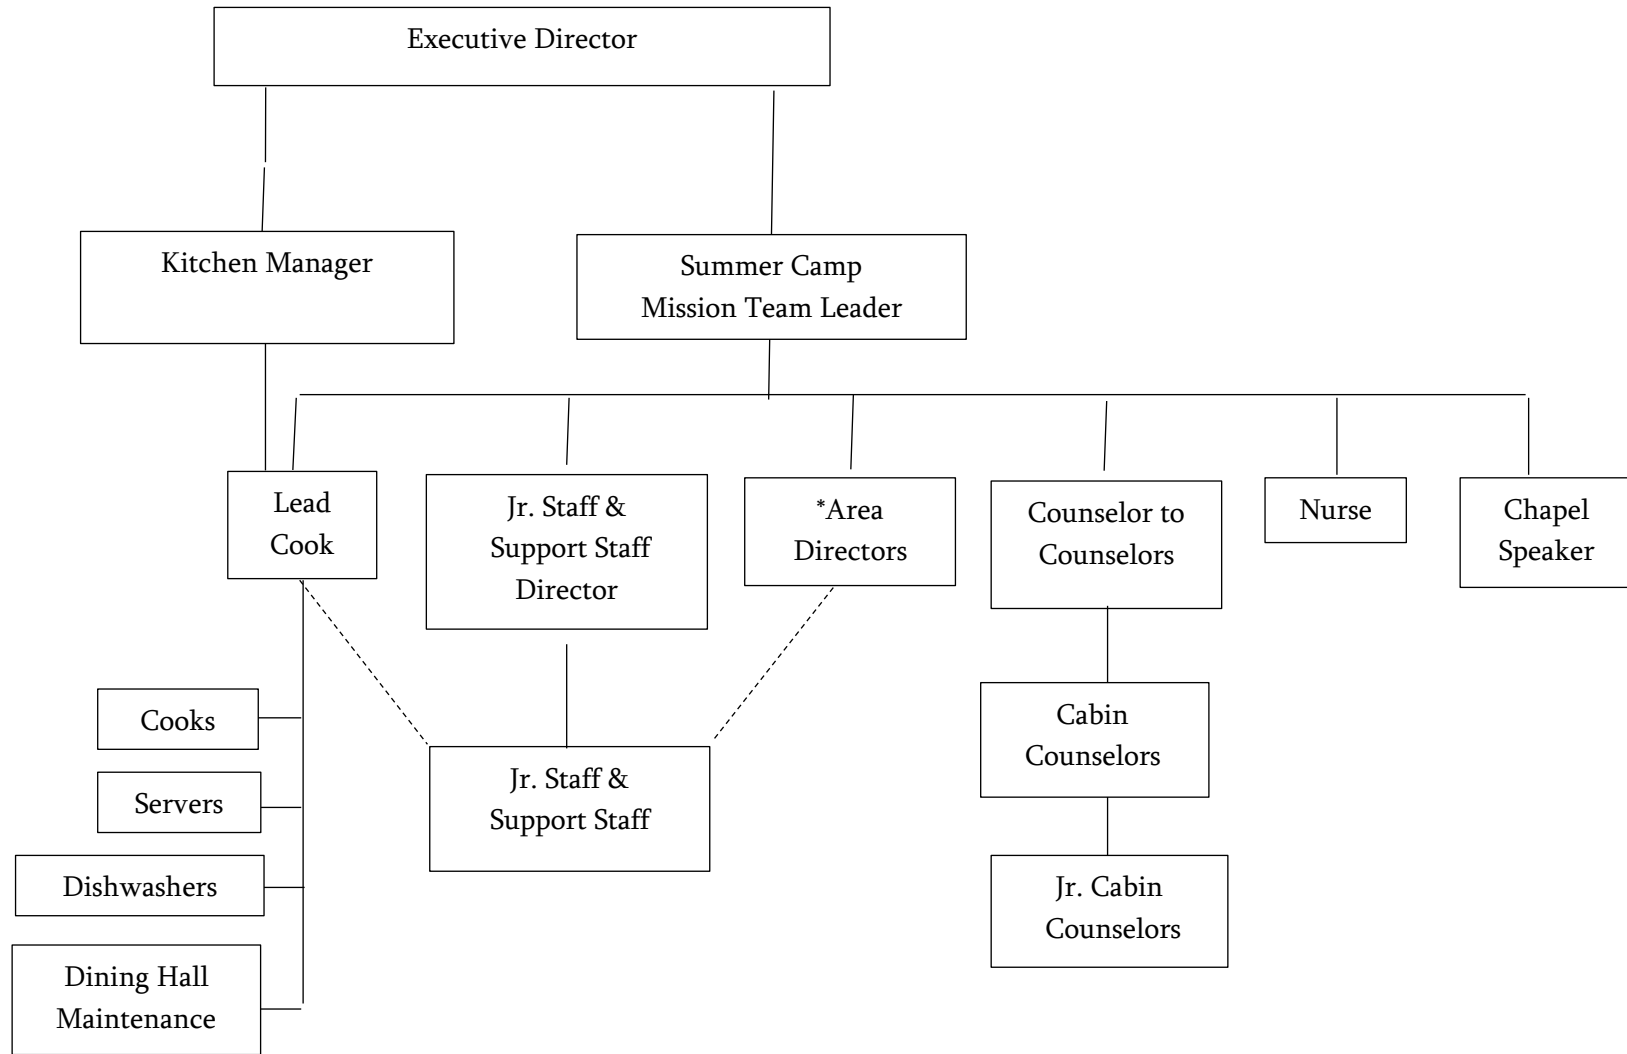 Executive Director
Kitchen Manager
Summer Camp
Mission Team Leader
Lead
Cook
Jr. Staff &
Support Staff
Director
*Area
Directors
Counselor to
Counselors
Nurse
Chapel
Speaker
Cooks
Servers
Dishwashers
Dining Hall
Maintenance
Jr. Staff &
Support Staff
Cabin
Counselors
Jr. Cabin
Counselors